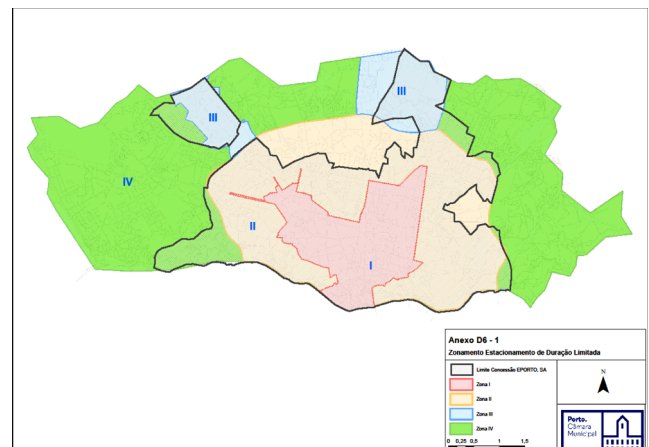 III
III
IV
II
I
Anexo D6 - 1
Zonamento Estacionamento de Duração Limitada
Limite Concessão EPORTO, SA
Zona I
Zona II
Zona III
Zona IV
0 0,25 0,5 1 1,5
N
Porto.
Câmara
Municipal